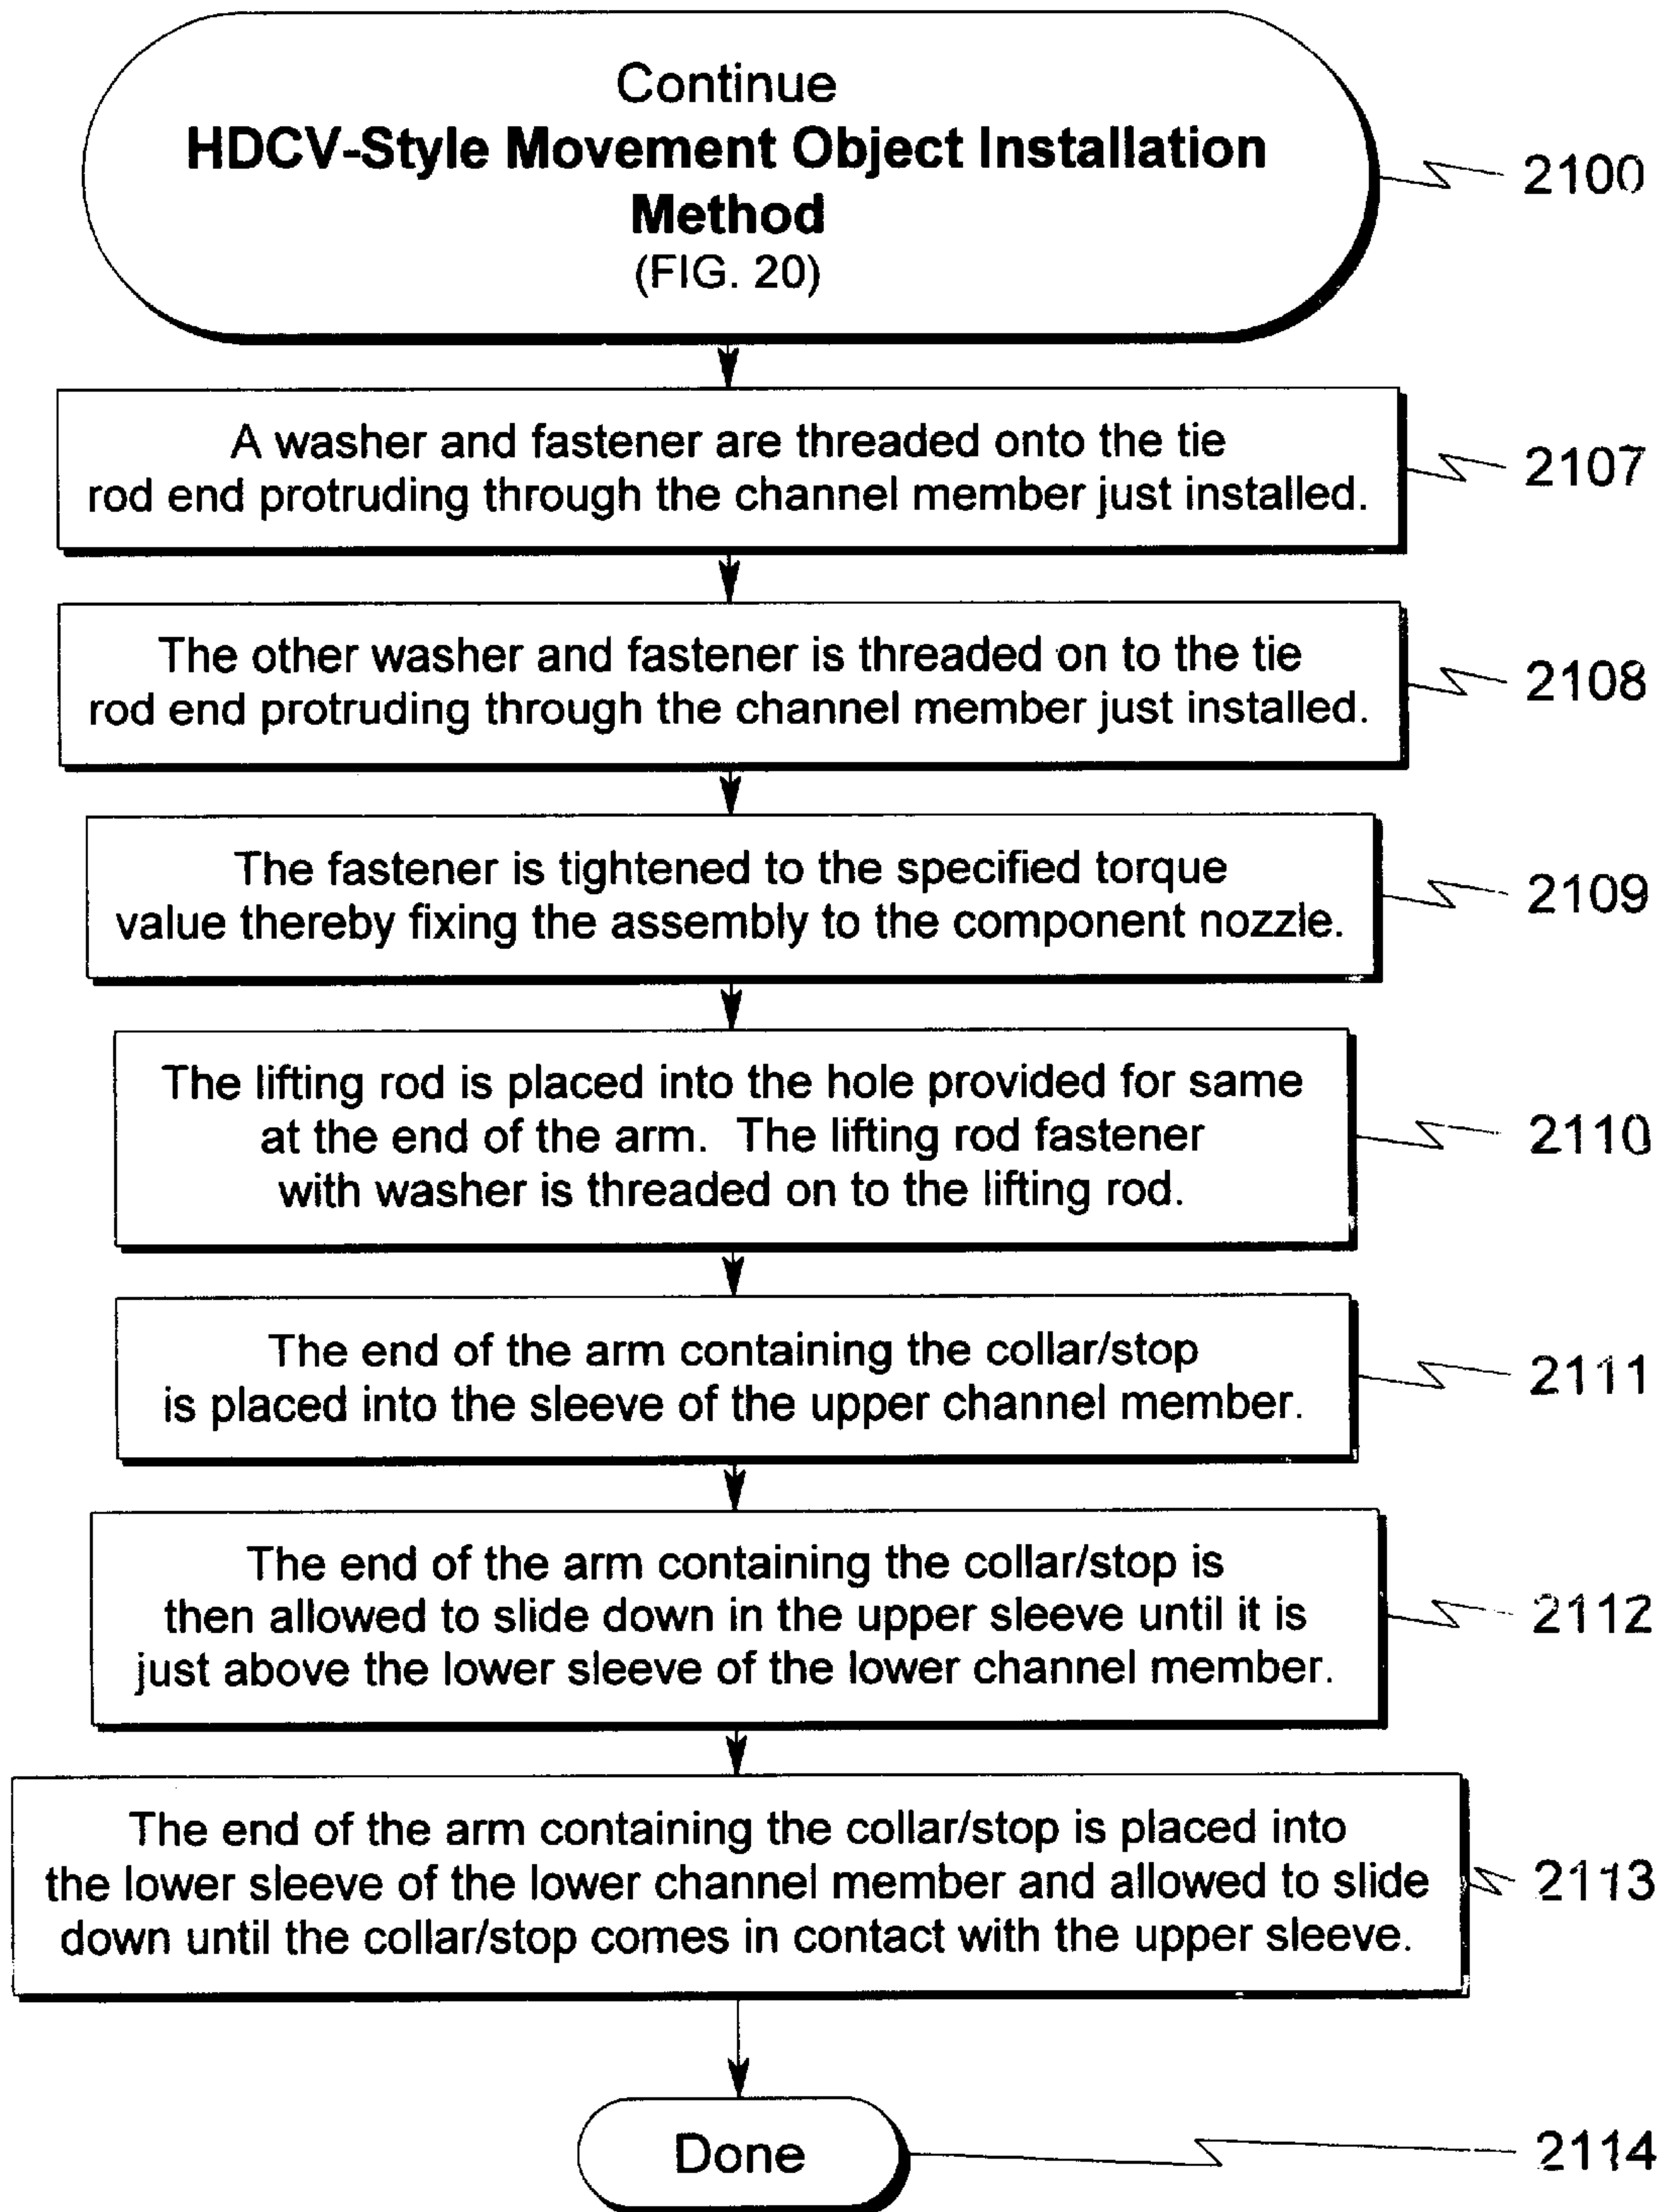 Continue
HDCV-Style Movement Object Installation
Method
(FIG. 20)
2100
A washer and fastener are threaded onto the tie
rod end protruding through the channel member just installed.
2107
The other washer and fastener is threaded on to the tie
rod end protruding through the channel member just installed.
2108
The fastener is tightened to the specified torque
value thereby fixing the assembly to the component nozzle.
2109
The lifting rod is placed into the hole provided for same
at the end of the arm. The lifting rod fastener
with washer is threaded on to the lifting rod.
2110
The end of the arm containing the collar/stop
is placed into the sleeve of the upper channel member.
2111
The end of the arm containing the collar/stop is
then allowed to slide down in the upper sleeve until it is
just above the lower sleeve of the lower channel member.
2112
The end of the arm containing the collar/stop is placed into
the lower sleeve of the lower channel member and allowed to slide
down until the collar/stop comes in contact with the upper sleeve.
2113
Done
2114